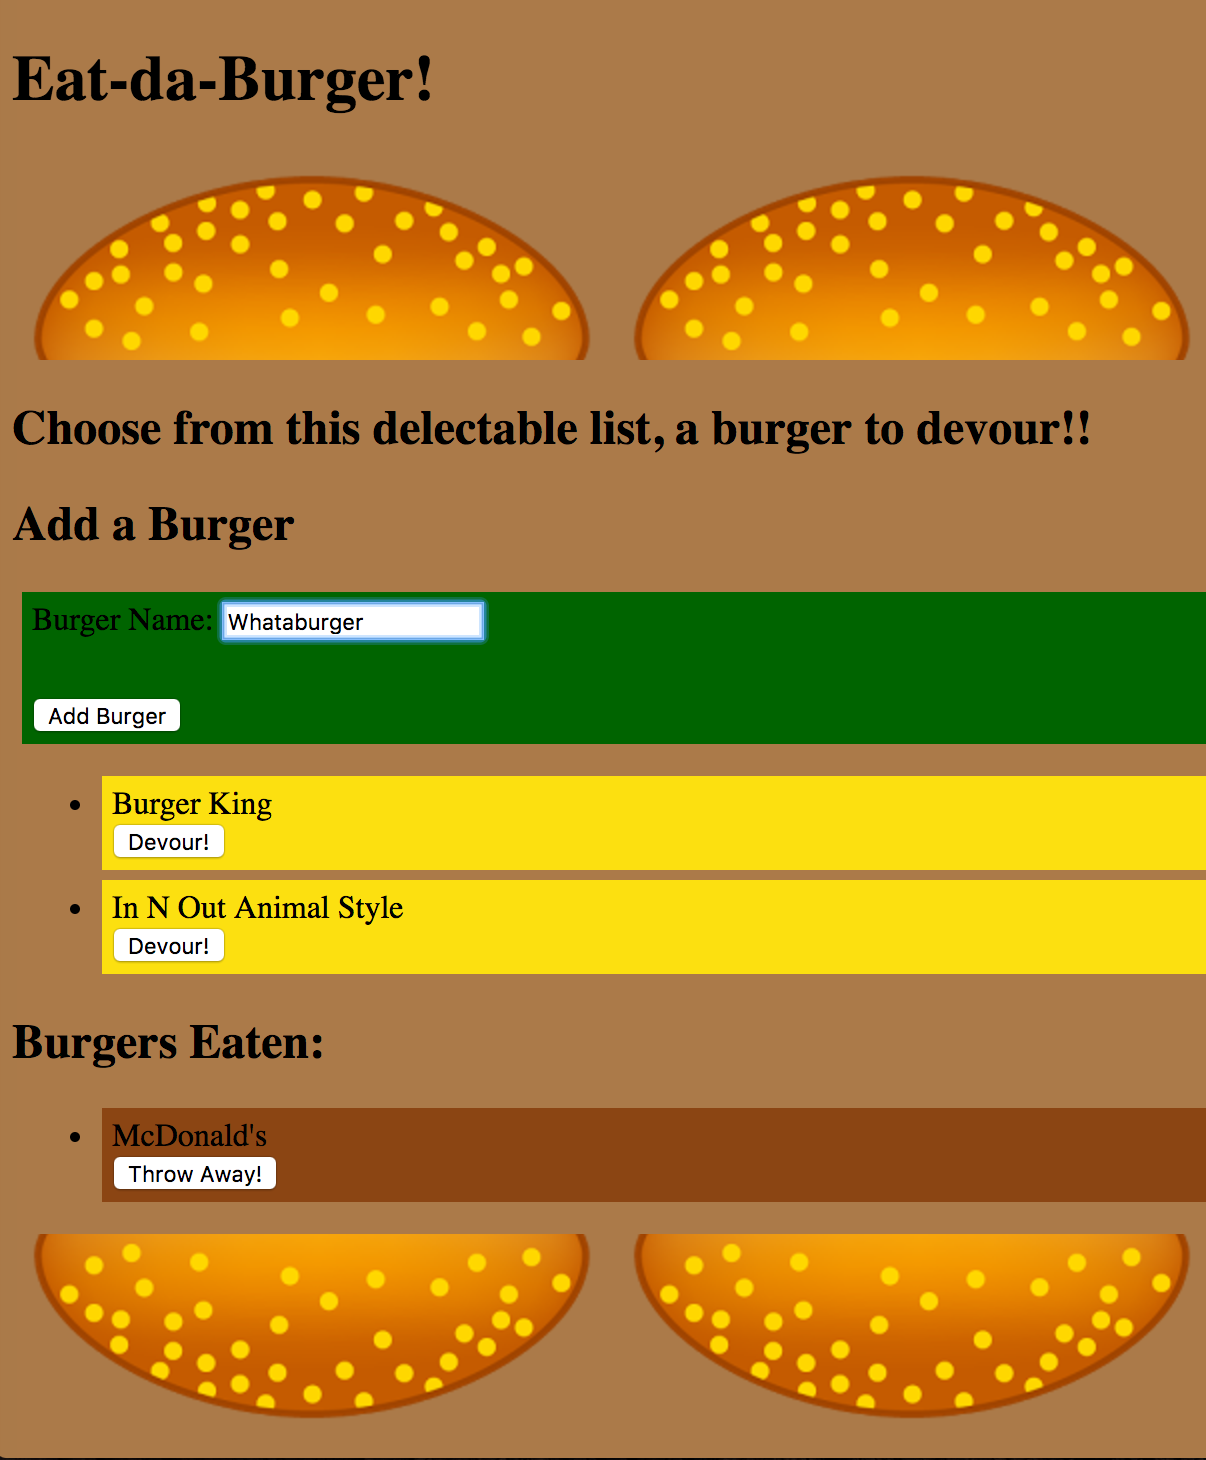 Eat-da-Burger!
Choose from this delectable list, a burger to devour!!
Add a Burger
Burger Name: Whataburger
Add Burger
Burger King
Devour!
In N Out Animal Style
Devour!
Burgers Eaten:
McDonald's
Throw Away!